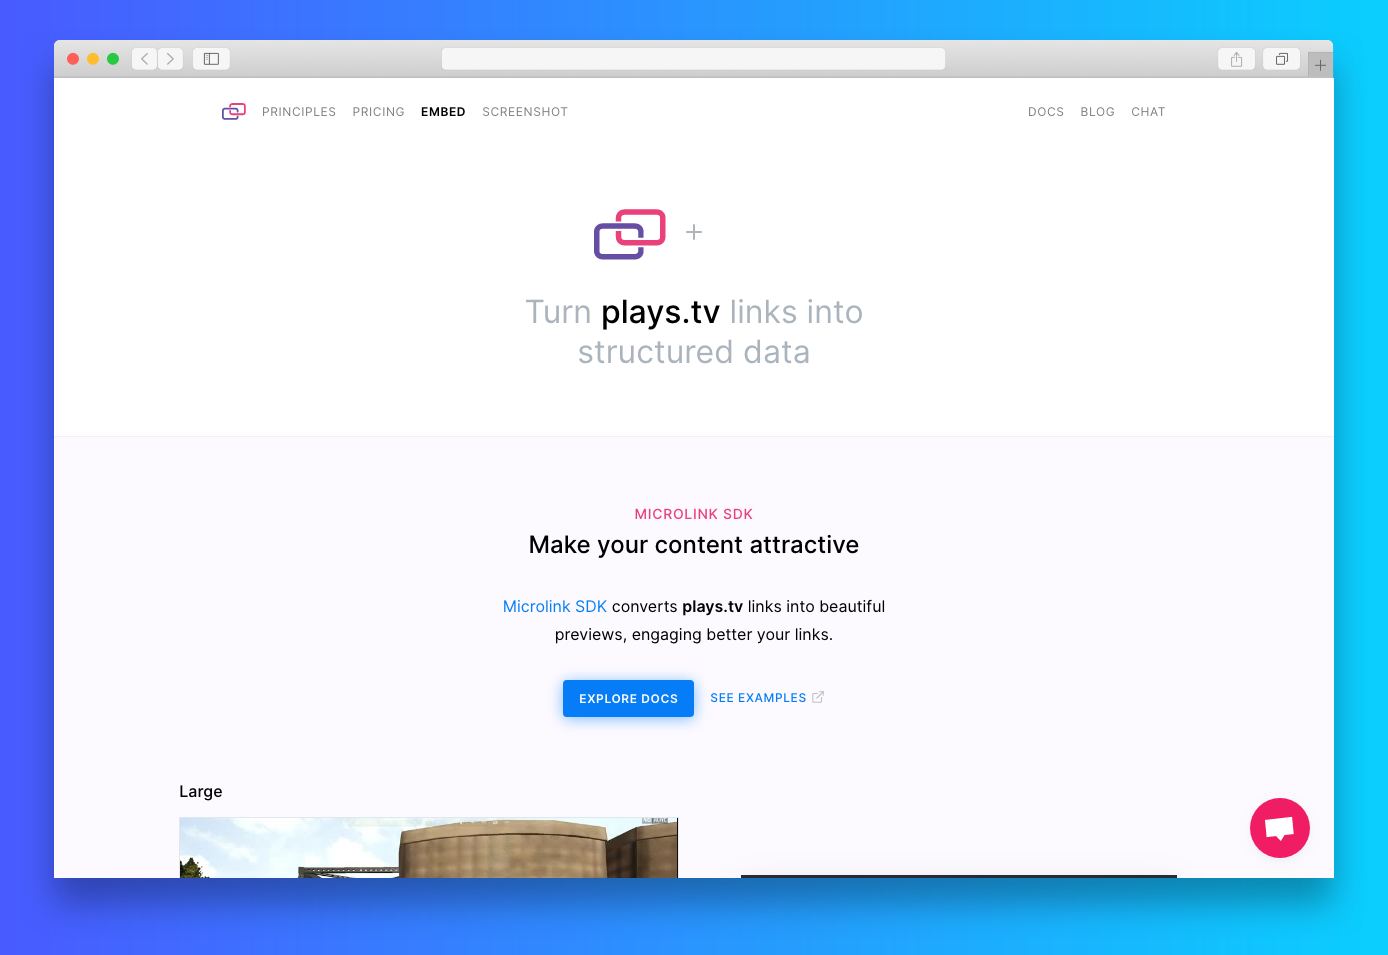 PRINCIPLES PRICING EMBED SCREENSHOT DOCS BLOG CHAT
Turn plays.tv links into
structured data
MICROLINK SDK
Make your content attractive
Microlink SDK converts plays.tv links into beautiful
previews, engaging better your links.
EXPLORE DOCS SEE EXAMPLES
Large